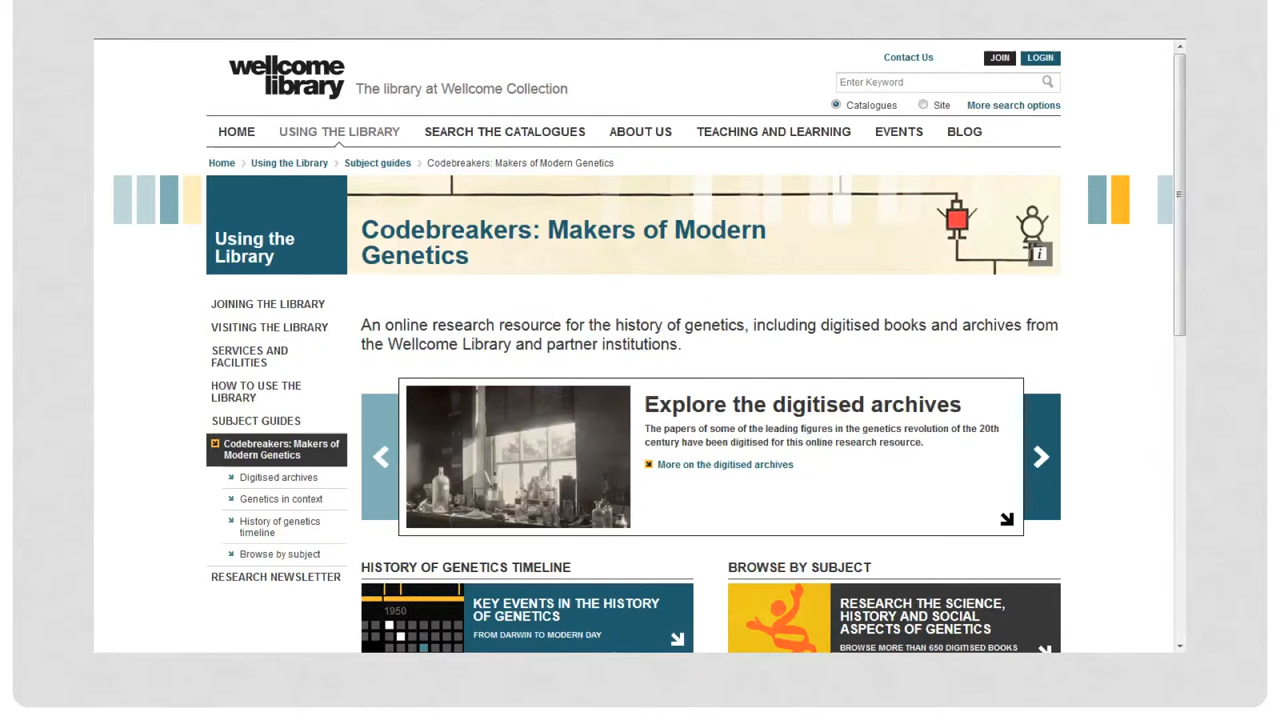 wellcome
library
The library at Wellcome Collection
Contact Us
JOIN
LOGIN
Enter Keyword
Catalogues
Site
More search options
HOME
USING THE LIBRARY
SEARCH THE CATALOGUES
ABOUT US
TEACHING AND LEARNING
EVENTS
BLOG
Home
Using the Library
Subject guides
Codebreakers: Makers of Modern Genetics
Using the
Library
Codebreakers: Makers of Modern
Genetics
i
JOINING THE LIBRARY
VISITING THE LIBRARY
SERVICES AND
FACILITIES
HOW TO USE THE
LIBRARY
SUBJECT GUIDES
Codebreakers: Makers of
Modern Genetics
Digitised archives
Genetics in context
History of genetics
timeline
Browse by subject
RESEARCH NEWSLETTER
An online research resource for the history of genetics, including digitised books and archives from
the Wellcome Library and partner institutions.
Explore the digitised archives
The papers of some of the leading figures in the genetics revolution of the 20th
century have been digitised for this online research resource.
More on the digitised archives
HISTORY OF GENETICS TIMELINE
1950
KEY EVENTS IN THE HISTORY
OF GENETICS
FROM DARWIN TO MODERN DAY
BROWSE BY SUBJECT
RESEARCH THE SCIENCE,
HISTORY AND SOCIAL
ASPECTS OF GENETICS
BROWSE MORE THAN 650 DIGITISED BOOKS